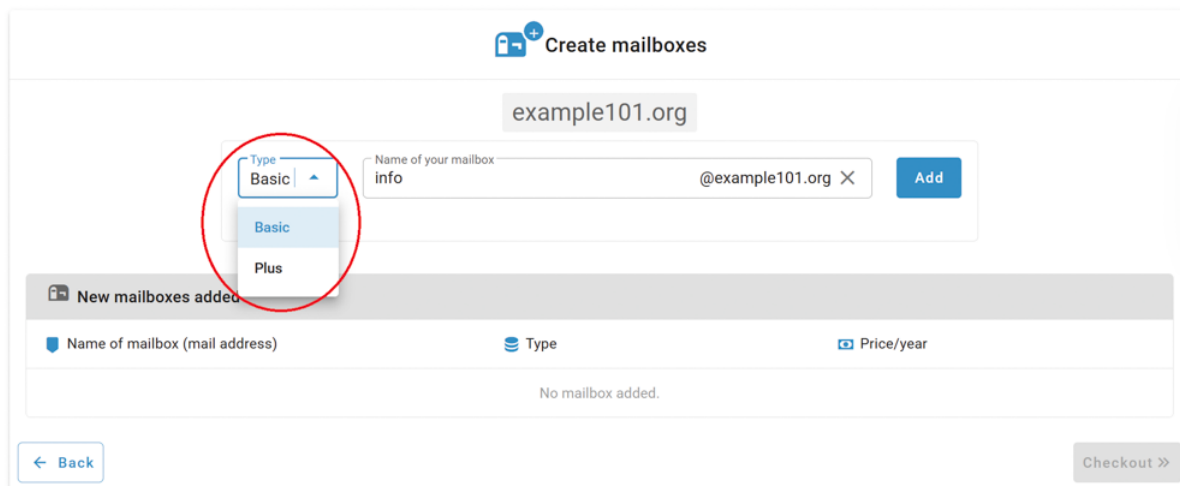 Create mailboxes
example101.org
Type
Basic
Name of your mailbox
info
@example101.org
Add
Basic
Plus
New mailboxes added
Name of mailbox (mail address)
Type
Price/year
No mailbox added.
Back
Checkout